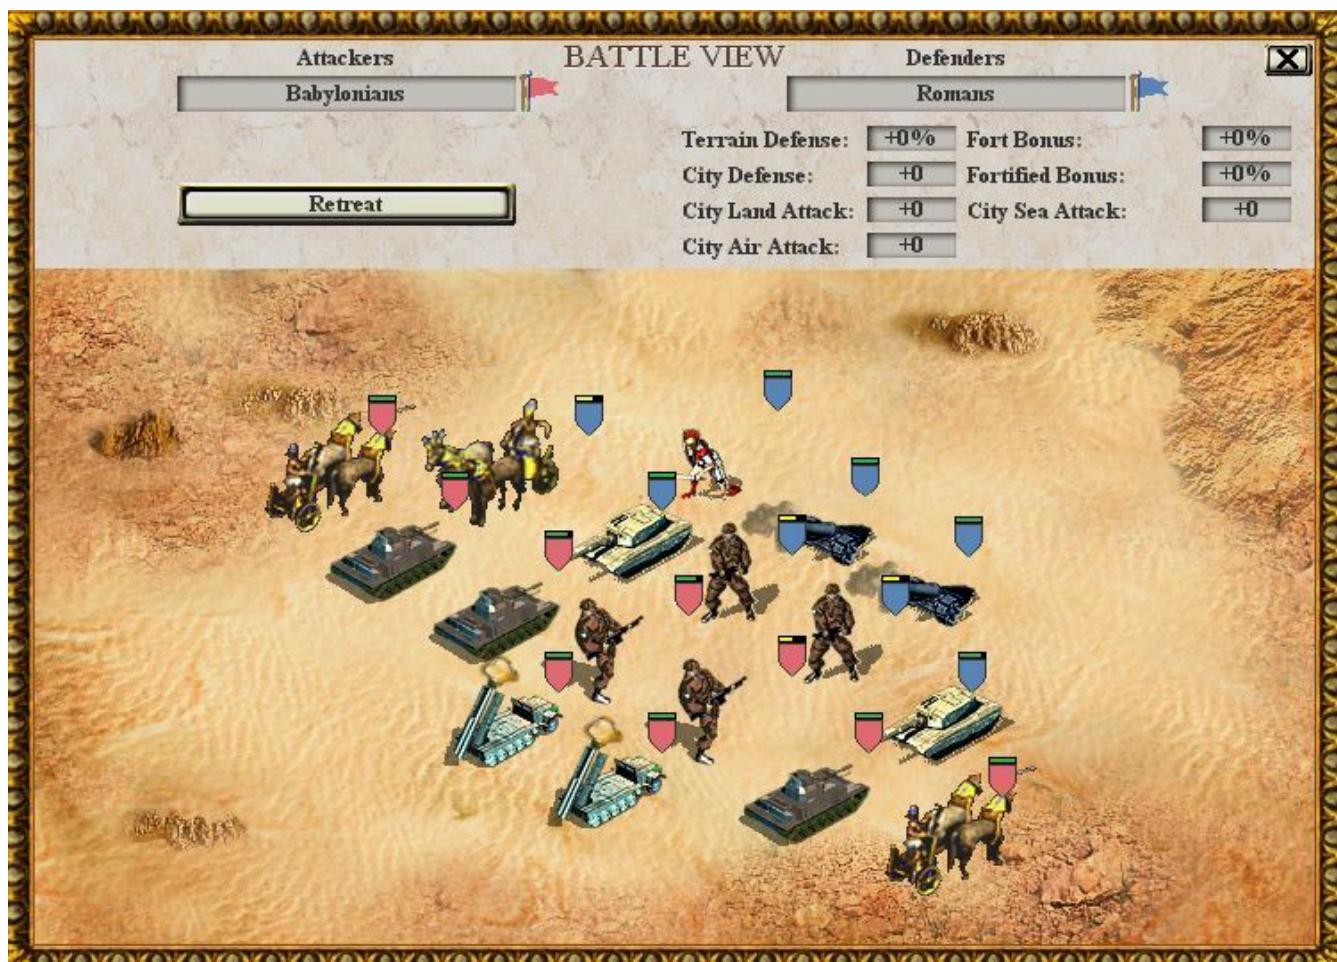 Attackers
BATTLE VIEW
Defenders
X
Babylonians
Romans
Terrain Defense: +0% Fort Bonus: +0%
City Defense: +0 Fortified Bonus: +0%
Retreat
City Land Attack: +0 City Sea Attack: +0
City Air Attack: +0